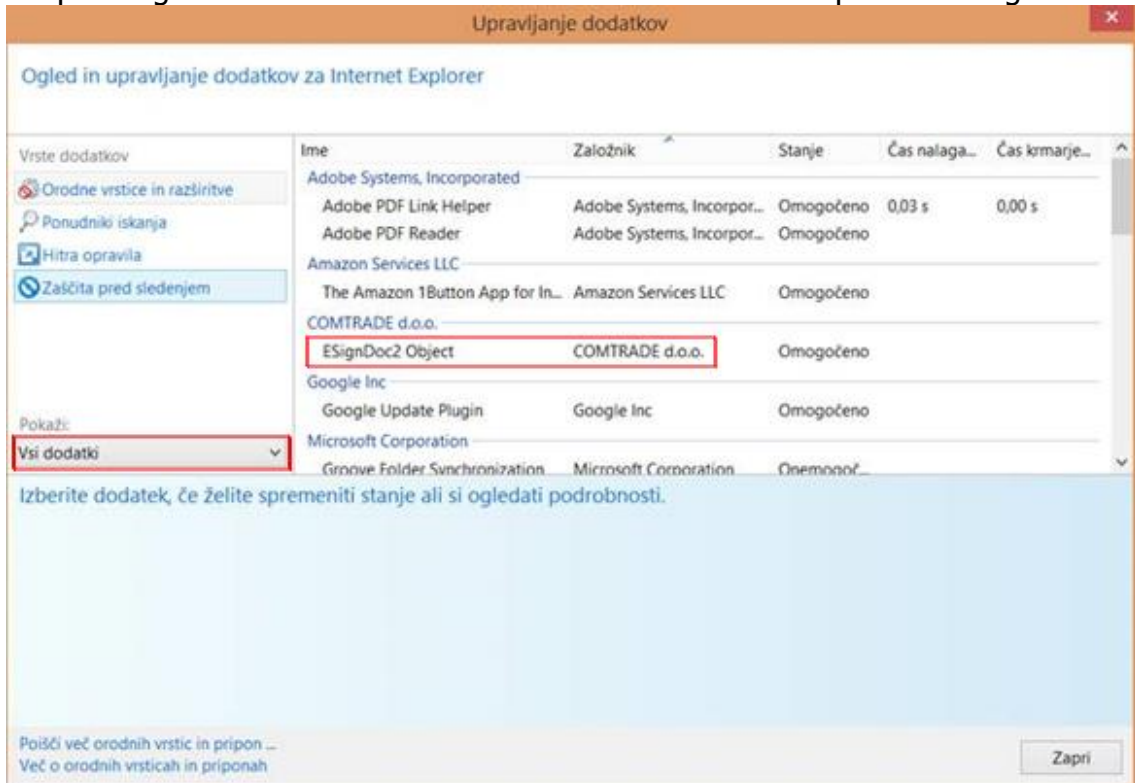 Upravljanje dodatkov
Ogled in upravljanje dodatkov za Internet Explorer
Vrste dodatkov
Orodne vrstice in razširitve
Ponudniki iskanja
Hitra opravila
Zaščita pred sledenjem
Pokaži:
Vsi dodatki
Ime Založnik Stanje Čas nalaga... Čas krmarje...
Adobe Systems, Incorporated
Adobe PDF Link Helper Adobe Systems, Incorpor... Omogočeno 0,03 s 0,00 s
Adobe PDF Reader Adobe Systems, Incorpor... Omogočeno
Amazon Services LLC
The Amazon 1Button App for In... Amazon Services LLC Omogočeno
COMTRADE d.o.o.
ESignDoc2 Object COMTRADE d.o.o. Omogočeno
Google Inc
Google Update Plugin Google Inc Omogočeno
Microsoft Corporation
Groove Folder Synchronization Microsoft Corporation Onemogoč...
Izberite dodatek, če želite spremeniti stanje ali si ogledati podrobnosti.
Poišči več orodnih vrstic in pripon ...
Več o orodnih vrsticah in priponah
Zapri